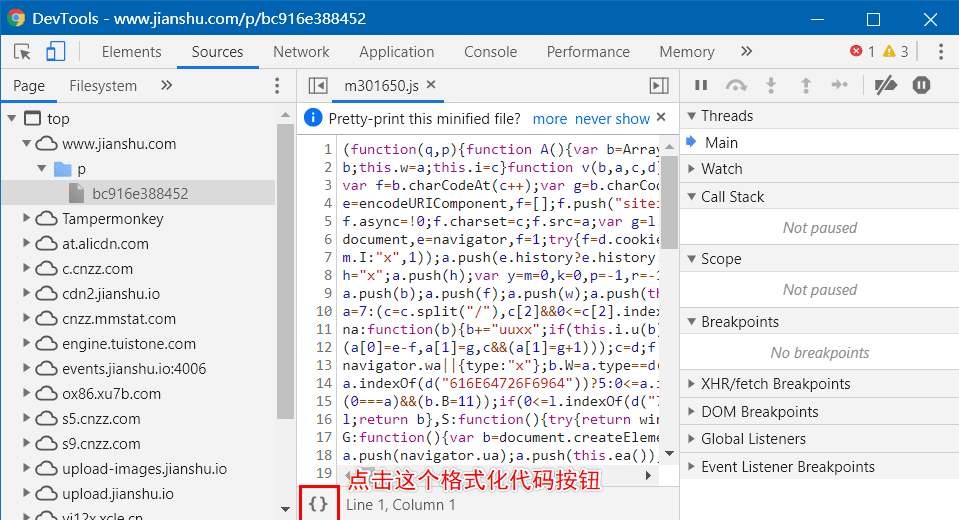 DevTools - www.jianshu.com/p/bc916e388452
Elements Sources Network Application Console Performance Memory » 1 3
Page Filesystem »
m301650.js ×
Pretty-print this minified file? more never show ×
top
www.jianshu.com
p
bc916e388452
Tampermonkey
at.alicdn.com
c.cnzz.com
cdn2.jianshu.io
cnzz.mmstat.com
engine.tuistone.com
events.jianshu.io:4006
ox86.xu7b.com
s5.cnzz.com
s9.cnzz.com
upload-images.jianshu.io
upload.jianshu.io
vi12x.xcle.cn
1 (function(q,p){function A(){var b=Array
2 b;this.w=a;this.i=c}function v(b,a,c,d)
3 var f=b.charCodeAt(c++);var g=b.charCod
4 e=encodeURIComponent,f=[];f.push("sitei
5 f.async=!0;f.charset=c;f.src=a;var g=l.
6 document,e=navigator,f=1;try{f=d.cookie
7 m.I:"x",1));a.push(e.history?e.history.
8 h="x";a.push(h);var y=m=0,k=0,p=-1,r=-1
9 a.push(b);a.push(f);a.push(w);a.push(th
10 a=7:(c=c.split("/"),c[2]&&0<=c[2].index
11 na:function(b){b+="uuxx";if(this.i.u(b)
12 (a[0]=e-f,a[1]=g,c&&(a[1]=g+1)));c=d;f
13 navigator.wa||{type:"x"};b.W=a.type==d(
14 a.indexOf(d("616E64726F6964"))?5:0<=a.i
15 (0===a)&&(b.B=11));if(0<=l.indexOf(d("7
16 l;return b},S:function(){try{return win
17 G:function(){var b=document.createEleme
18 a.push(navigator.ua);a.push(this.ea())
19
点击这个格式化代码按钮
{} Line 1, Column 1
Threads
Main
Watch
Call Stack
Not paused
Scope
Not paused
Breakpoints
No breakpoints
XHR/fetch Breakpoints
DOM Breakpoints
Global Listeners
Event Listener Breakpoints